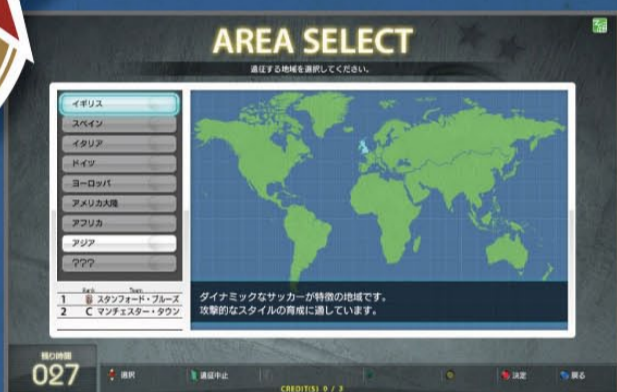 AREA SELECT
遠征する地域を選択してください。
イギリス
スペイン
イタリア
ドイツ
ヨーロッパ
アメリカ大陸
アフリカ
アジア
???
Rank Team
1 スタンフォード・ブルーズ
2 C マンチェスター・タウン
ダイナミックなサッカーが特徴の地域です。
攻撃的なスタイルの育成に適しています。
残り時間
027
選択
遠征中止
決定
戻る
CREDIT(S) 0 / 3